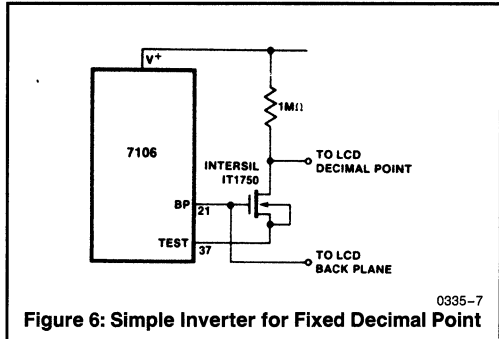 V+
1MΩ
7106
INTERSIL
IT1750
TO LCD
DECIMAL POINT
BP
21
TEST
37
TO LCD
BACK PLANE
0335-7
Figure 6: Simple Inverter for Fixed Decimal Point